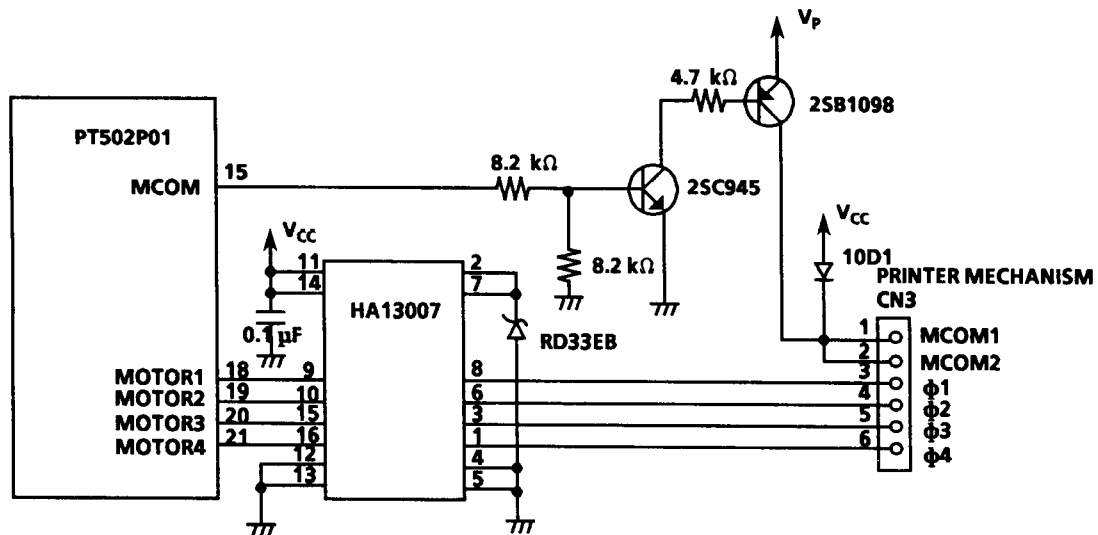 V_P
4.7 kΩ
2SB1098
PT502P01
15
MCOM
8.2 kΩ
2SC945
V_CC
V_CC
11
14
2
7
8.2 kΩ
10D1
PRINTER MECHANISM
CN3
HA13007
0.1 µF
RD33EB
1
MCOM1
2
MCOM2
MOTOR1
18
9
8
3
ϕ1
MOTOR2
19
10
6
4
ϕ2
MOTOR3
20
15
3
5
ϕ3
MOTOR4
21
16
1
6
ϕ4
12
4
13
5